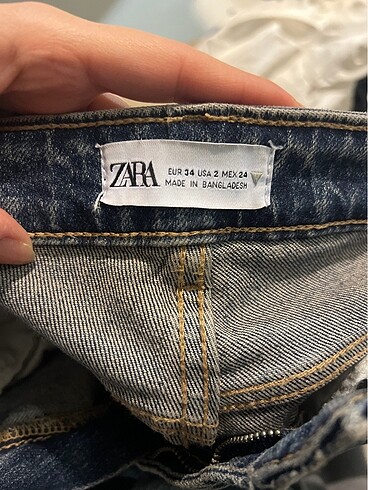 ZARA
EUR 34 USA 2 MEX 24
MADE IN BANGLADESH